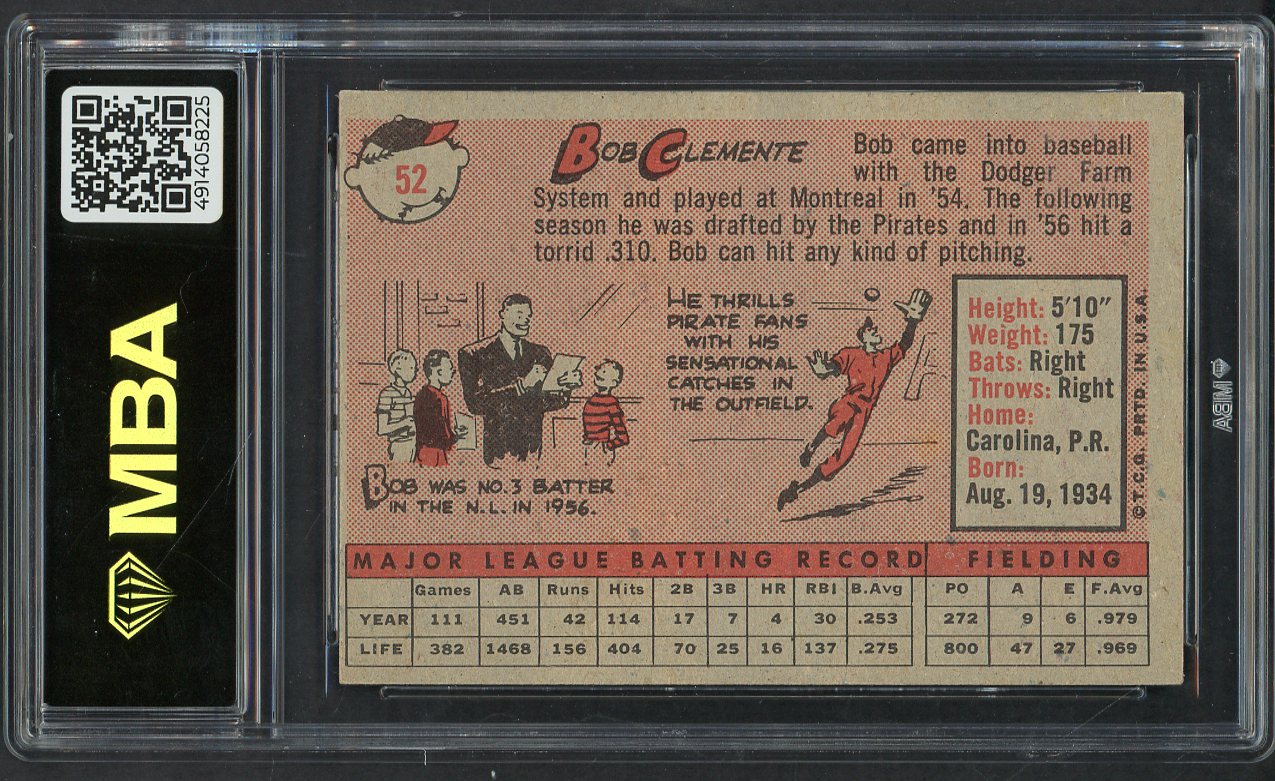 4914058225
MBA
52
BOB CLEMENTE
Bob came into baseball
with the Dodger Farm
System and played at Montreal in '54. The following
season he was drafted by the Pirates and in '56 hit a
torrid .310. Bob can hit any kind of pitching.
HE THRILLS
PIRATE FANS
WITH HIS
SENSATIONAL
CATCHES IN
THE OUTFIELD.
BOB WAS NO. 3 BATTER
IN THE N.L. IN 1956.
Height: 5'10"
Weight: 175
Bats: Right
Throws: Right
Home:
Carolina, P.R.
Born:
Aug. 19, 1934
© T.C.G. PRTD. IN U.S.A.
MAJOR LEAGUE BATTING RECORD FIELDING
Games AB Runs Hits 2B 3B HR RBI B.Avg PO A E F.Avg
YEAR 111 451 42 114 17 7 4 30 .253 272 9 6 .979
LIFE 382 1468 156 404 70 25 16 137 .275 800 47 27 .969
MBA